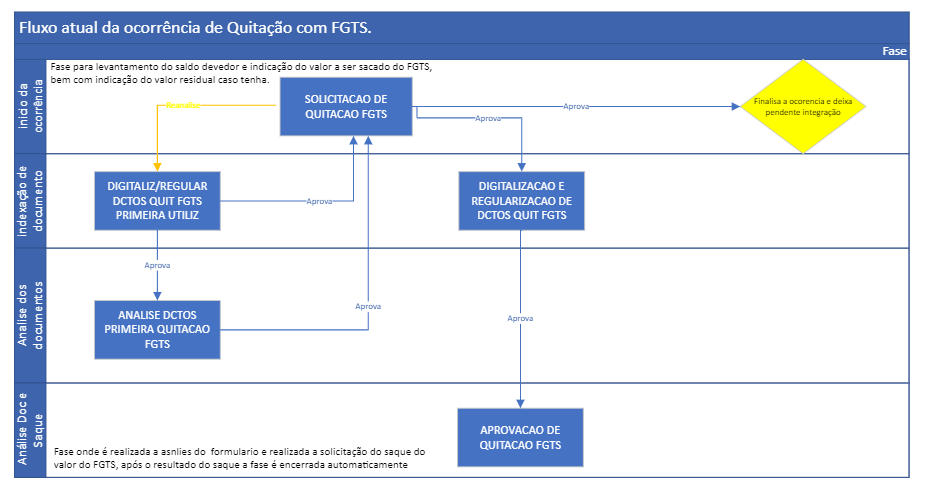 Fluxo atual da ocorrência de Quitação com FGTS.
Fase
Inicio da
ocorrência
Fase para levantamento do saldo devedor e indicação do valor a ser sacado do FGTS,
bem com indicação do valor residual caso tenha.
SOLICITACAO DE
QUITACAO FGTS
Aprova
Aprova
Finalisa a ocorencia e deixa
pendente integração
Indexação de
documento
DIGITALIZ/REGULAR
DCTOS QUIT FGTS
PRIMEIRA UTILIZ
Aprova
DIGITALIZACAO E
REGULARIZACAO DE
DCTOS QUIT FGTS
Aprova
Analise dos
documentos
ANALISE DCTOS
PRIMEIRA QUITACAO
FGTS
Aprova
Aprova
Análise Doc e
Saque
Fase onde é realizada a asnlies do formulario e realizada a solicitação do saque do
valor do FGTS, após o resultado do saque a fase é encerrada automaticamente
APROVACAO DE
QUITACAO FGTS